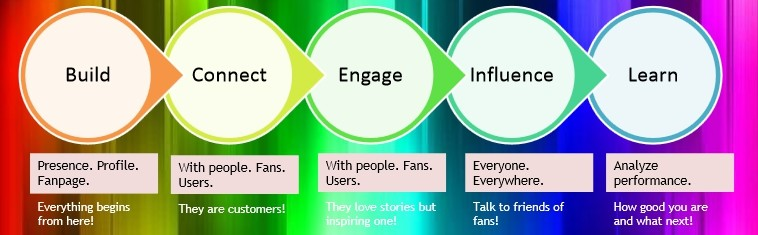 Build
Connect
Engage
Influence
Learn
Presence. Profile.
Fanpage.
With people. Fans.
Users.
With people. Fans.
Users.
Everyone.
Everywhere.
Analyze
performance.
Everything begins
from here!
They are customers!
They love stories but
inspiring one!
Talk to friends of
fans!
How good you are
and what next!